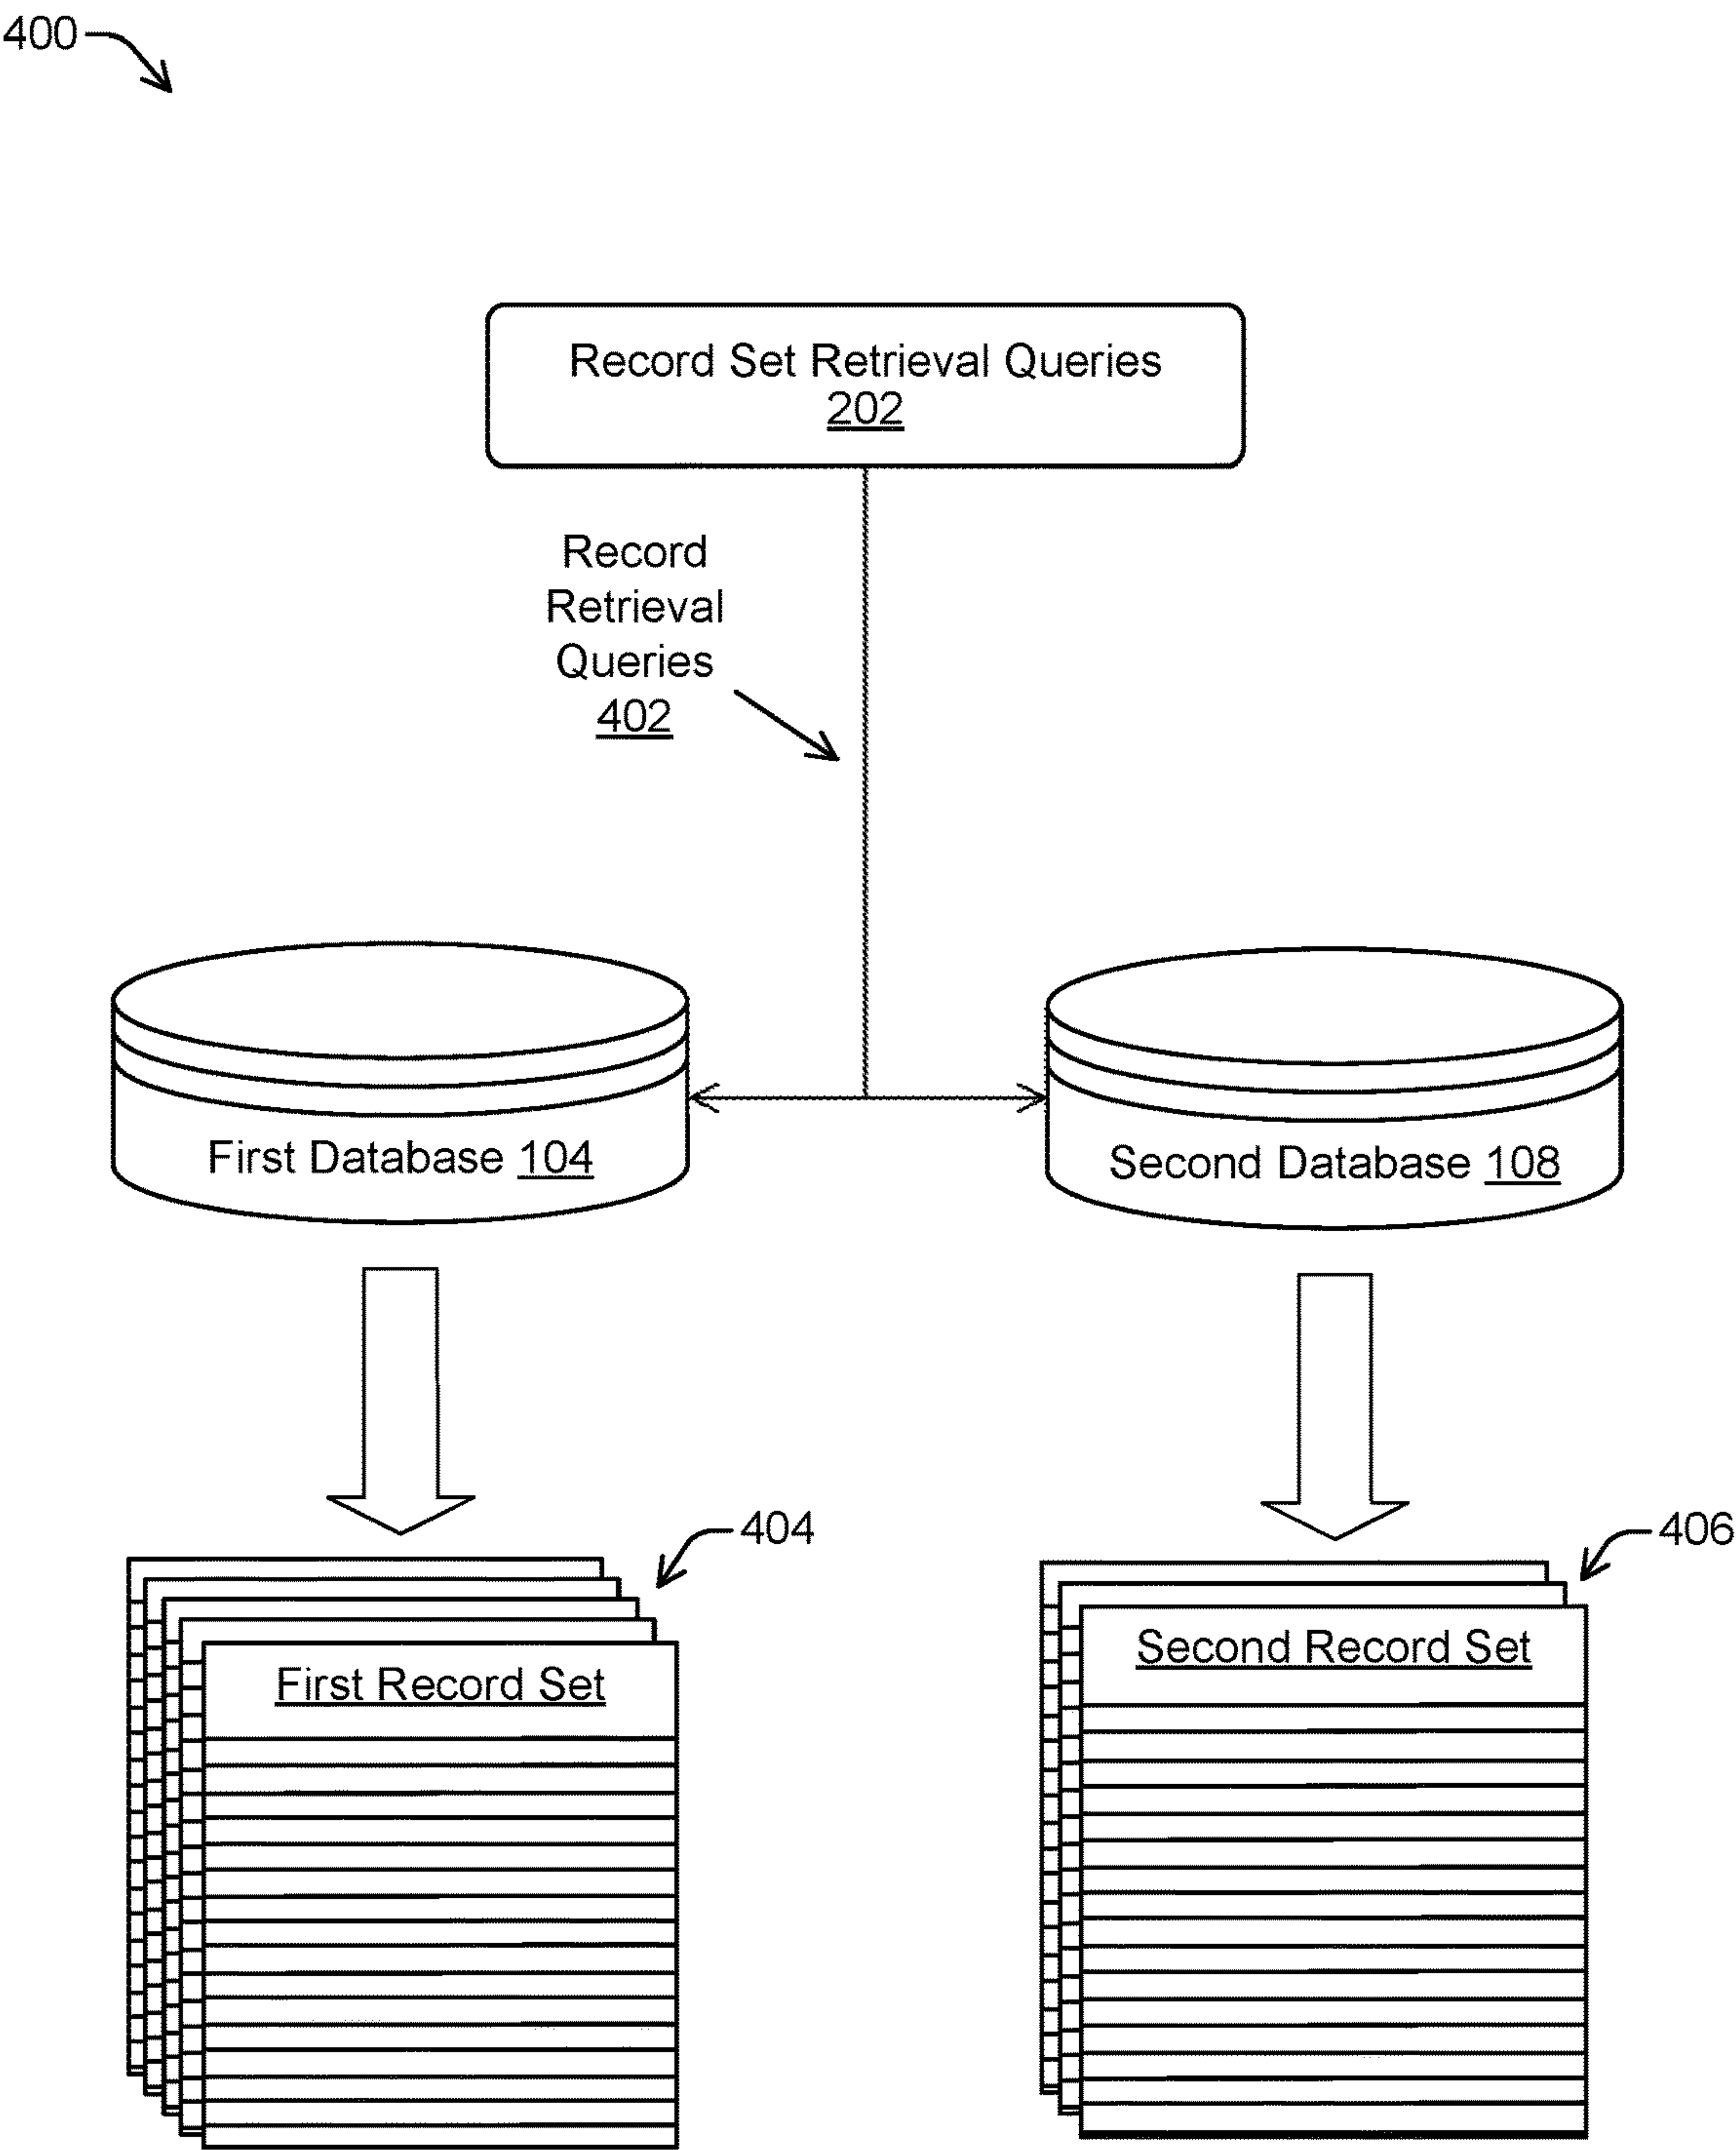 400
Record Set Retrieval Queries
202
Record
Retrieval
Queries
402
First Database 104
Second Database 108
404
406
First Record Set
Second Record Set